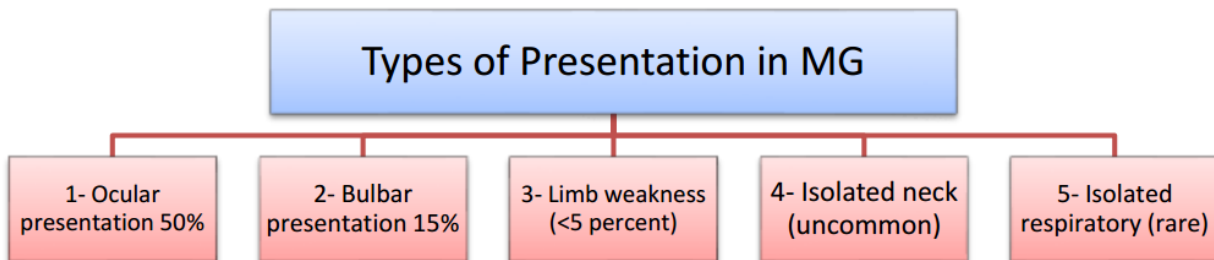 Types of Presentation in MG
1- Ocular
presentation 50%
2- Bulbar
presentation 15%
3- Limb weakness
(<5 percent)
4- Isolated neck
(uncommon)
5- Isolated
respiratory (rare)